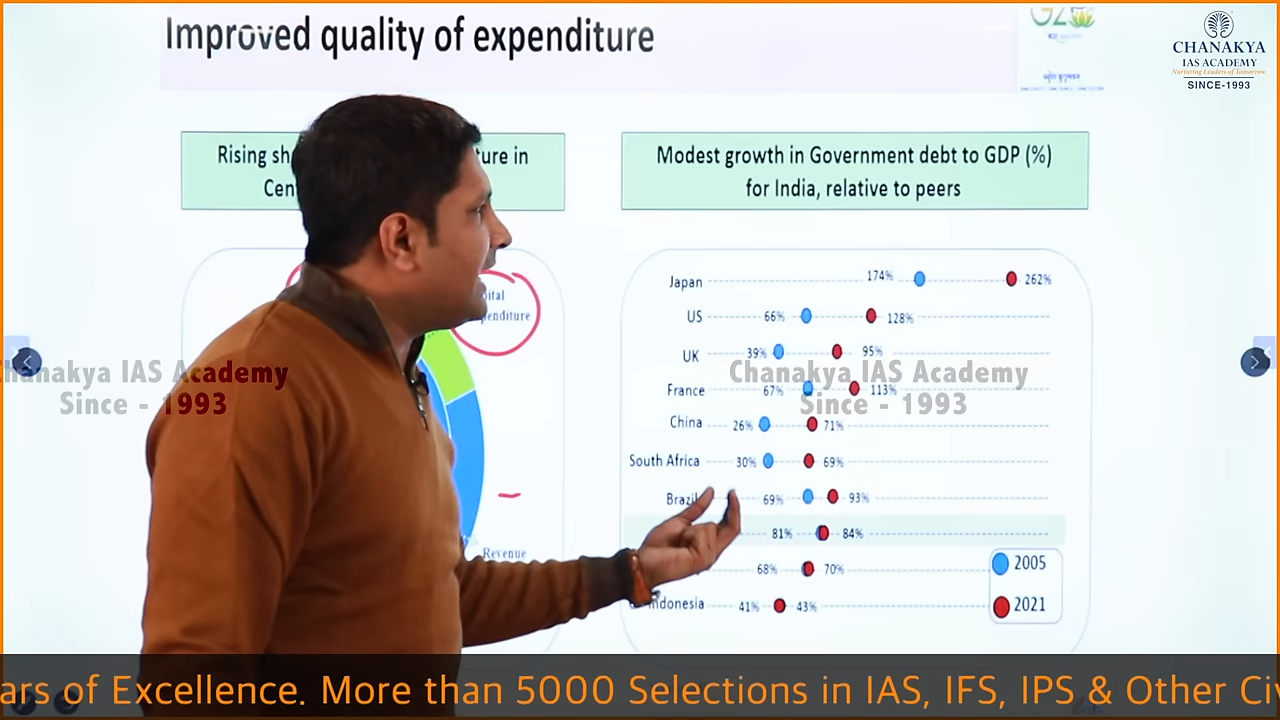 Improved quality of expenditure
G20
CHANAKYA
IAS ACADEMY
Nurturing Leaders of Tomorrow
SINCE-1993
Rising sh
ture in
Cen
Modest growth in Government debt to GDP (%)
for India, relative to peers
Japan 174% 262%
US 66% 128%
UK 39% 95%
France 67% 113%
China 26% 71%
South Africa 30% 69%
Brazil 69% 93%
81% 84%
68% 70%
Indonesia 41% 43%
2005
2021
pital
penditure
Revenue
Chanakya IAS Academy
Since - 1993
Chanakya IAS Academy
Since - 1993
ars of Excellence. More than 5000 Selections in IAS, IFS, IPS & Other Civ